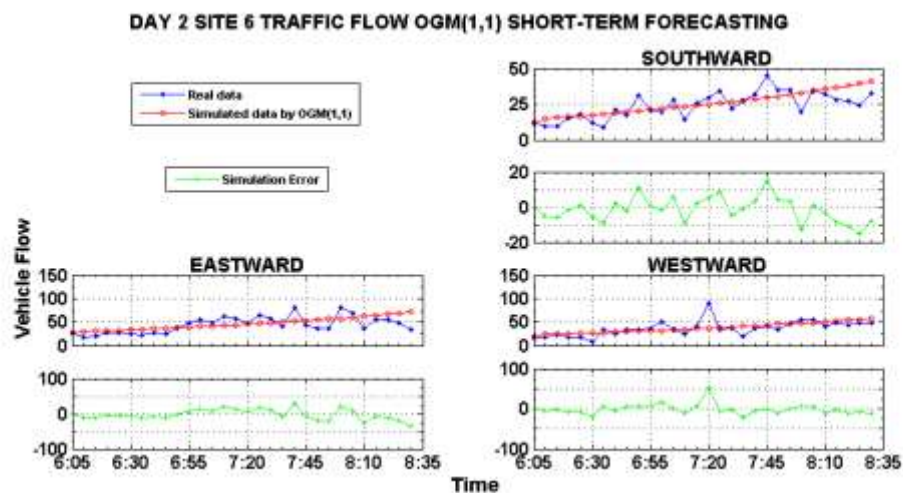 DAY 2 SITE 6 TRAFFIC FLOW OGM(1,1) SHORT-TERM FORECASTING
Real data
Simulated data by OGM(1,1)
Simulation Error
SOUTHWARD
50
25
0
20
0
-20
Vehicle Flow
EASTWARD
150
100
50
0
100
0
-100
6:05 6:30 6:55 7:20 7:45 8:10 8:35
WESTWARD
150
100
50
0
100
0
-100
6:05 6:30 6:55 7:20 7:45 8:10 8:35
Time